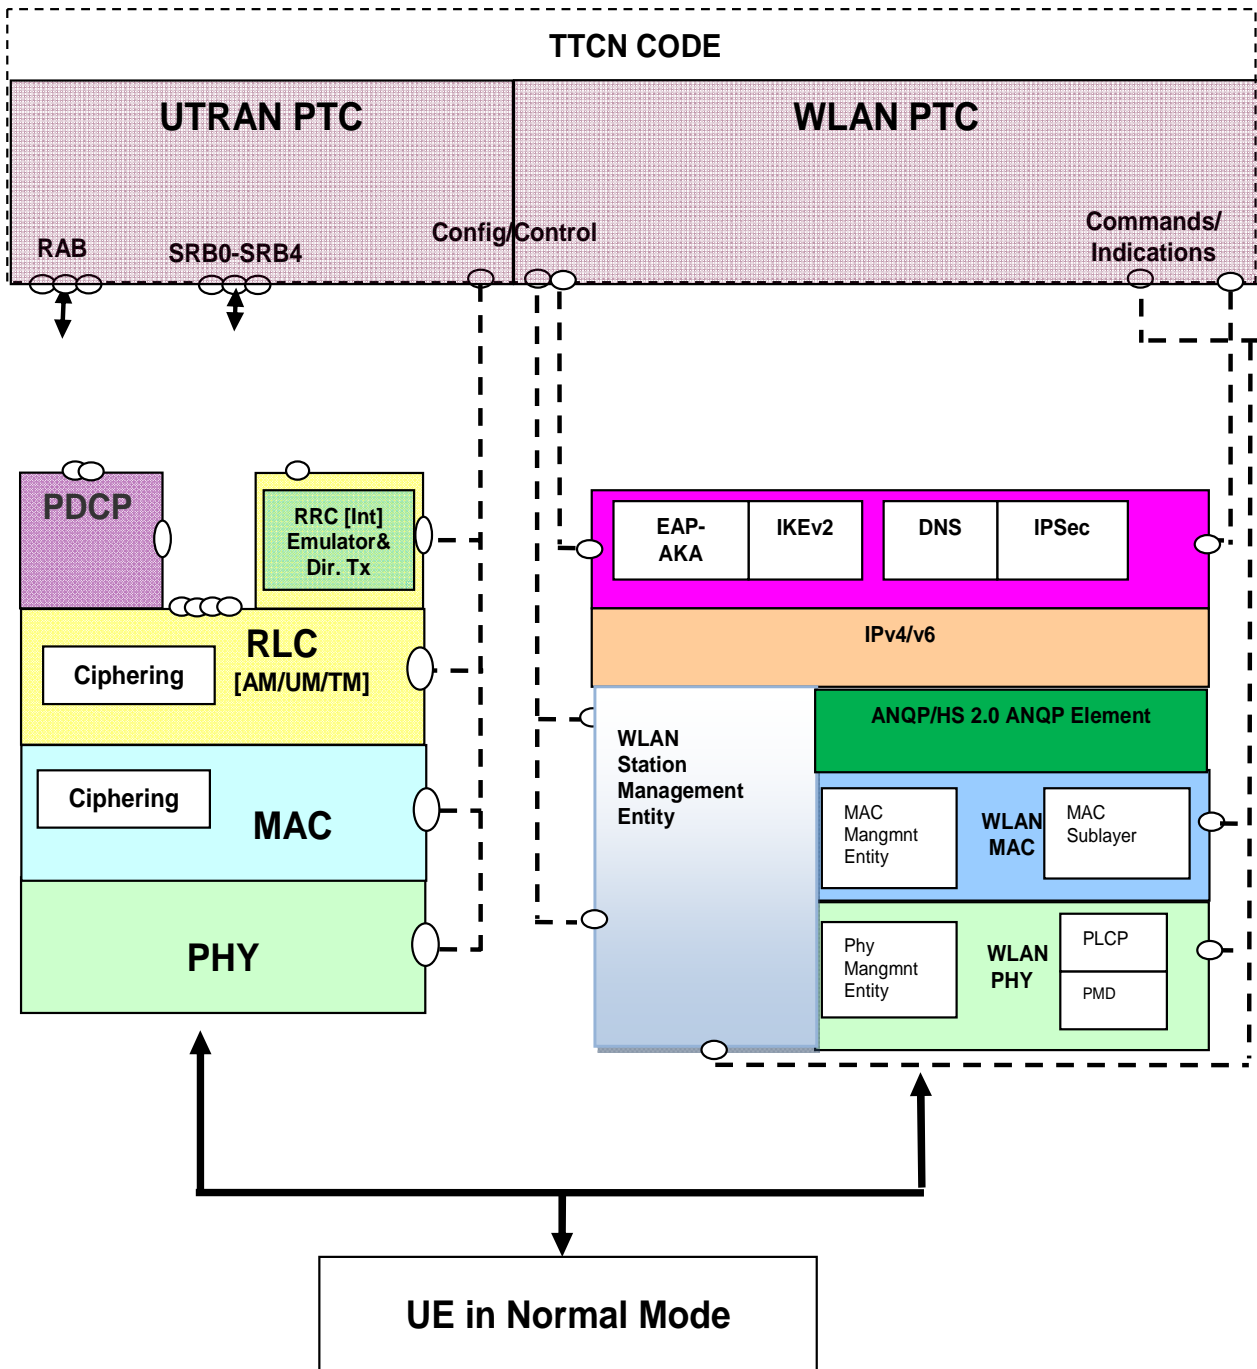 TTCN CODE
UTRAN PTC
WLAN PTC
RAB
SRB0-SRB4
Config/Control
Commands/
Indications
PDCP
RRC [Int]
Emulator&
Dir. Tx
RLC
[AM/UM/TM]
Ciphering
Ciphering
MAC
PHY
EAP-
AKA
IKEv2
DNS
IPSec
IPv4/v6
WLAN
Station
Management
Entity
ANQP/HS 2.0 ANQP Element
MAC
Mangmnt
Entity
WLAN
MAC
MAC
Sublayer
Phy
Mangmnt
Entity
WLAN
PHY
PLCP
PMD
UE in Normal Mode